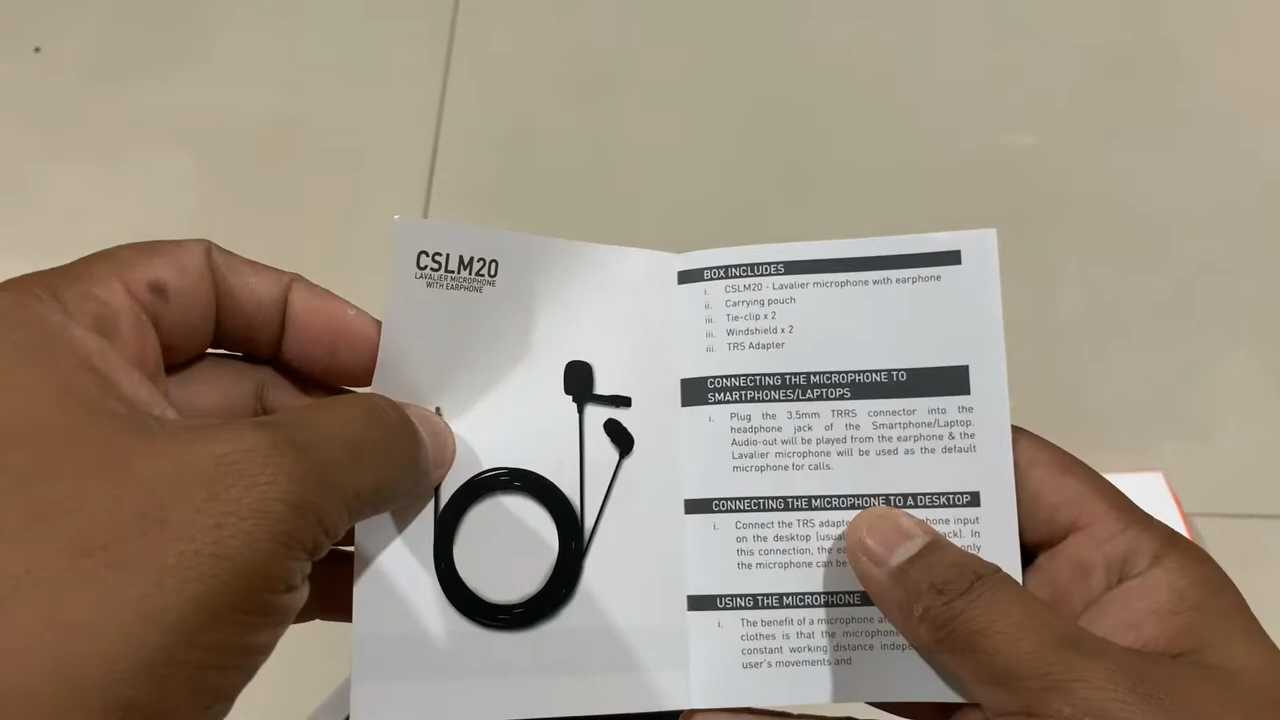 CSLM20
LAVALIER MICROPHONE
WITH EARPHONE
BOX INCLUDES
i. CSLM20 - Lavalier microphone with earphone
ii. Carrying pouch
iii. Tie-clip x 2
iii. Windshield x 2
iii. TRS Adapter
CONNECTING THE MICROPHONE TO
SMARTPHONES/LAPTOPS
i. Plug the 3.5mm TRRS connector into the
headphone jack of the Smartphone/Laptop.
Audio-out will be played from the earphone & the
Lavalier microphone will be used as the default
microphone for calls.
CONNECTING THE MICROPHONE TO A DESKTOP
i. Connect the TRS input
on the desktop In
this connection, the only
the microphone can be
USING THE MICROPHONE
i. The benefit of a microphone
clothes is that the microphone
constant working distance
user's movements and